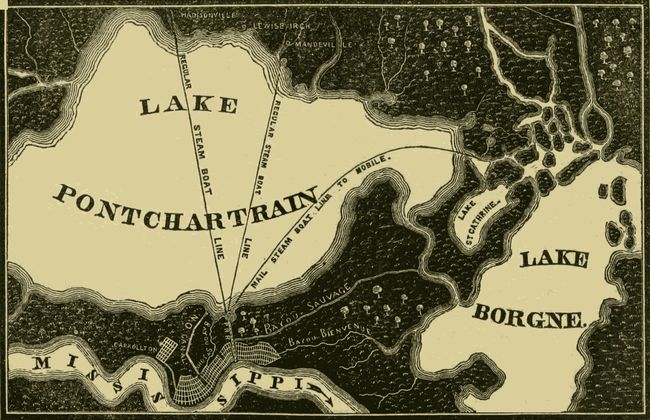 MADISONVILLE
LEWISBURGH
MANDEVILLE
LAKE
PONTCHARTRAIN
REGULAR STEAM BOAT LINE
REGULAR STEAM BOAT LINE
MAIL STEAM BOAT LINE TO MOBILE.
LAKE
ST CATHRINE.
LAKE
BORGNE.
BAYOU SAUVAGE
BAYOU BIENVENUE
CARROLLTON
MISSISSIPPI